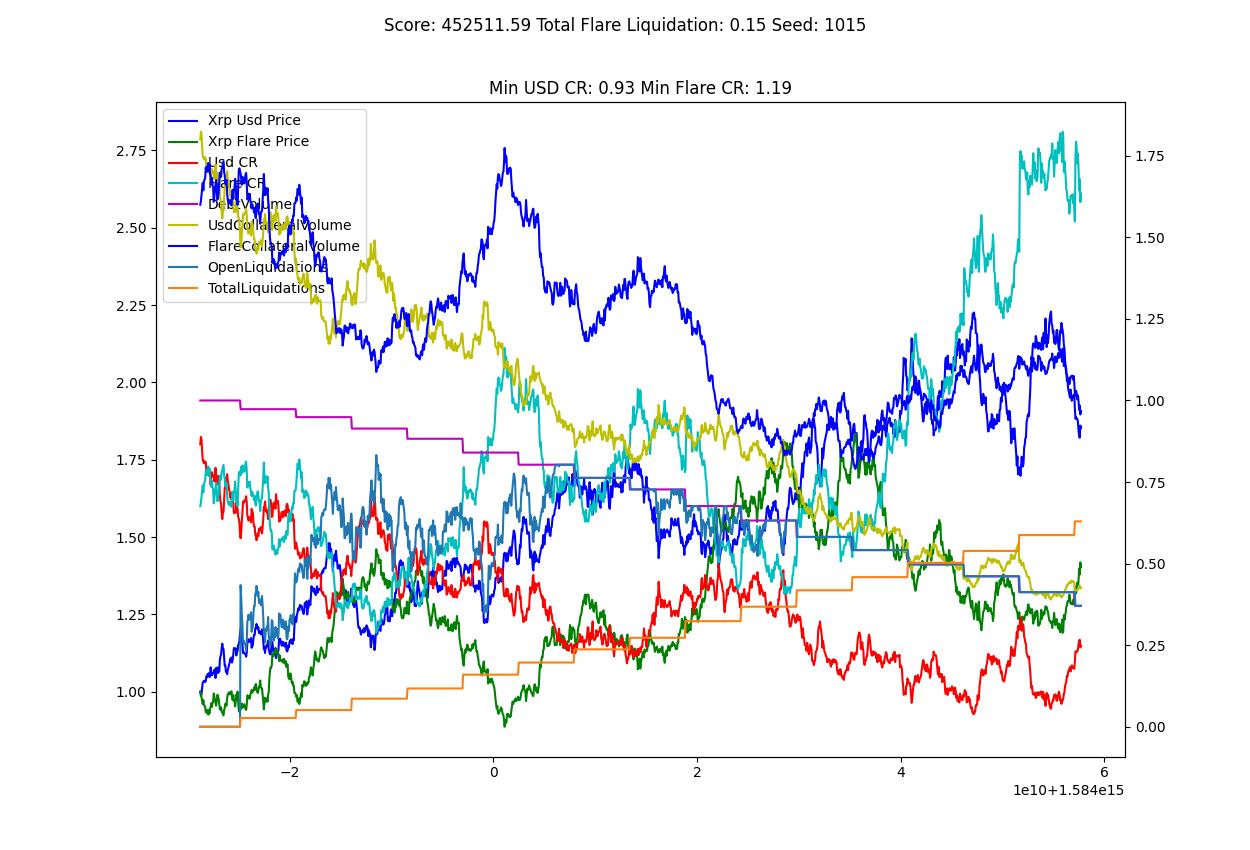 Score: 452511.59 Total Flare Liquidation: 0.15 Seed: 1015
Min USD CR: 0.93 Min Flare CR: 1.19
Xrp Usd Price
Xrp Flare Price
Usd CR
Flare CR
DebtVolume
UsdCollateralVolume
FlareCollateralVolume
OpenLiquidations
TotalLiquidations
2.75
2.50
2.25
2.00
1.75
1.50
1.25
1.00
1.75
1.50
1.25
1.00
0.75
0.50
0.25
0.00
−2
0
2
4
6
1e10+1.584e15